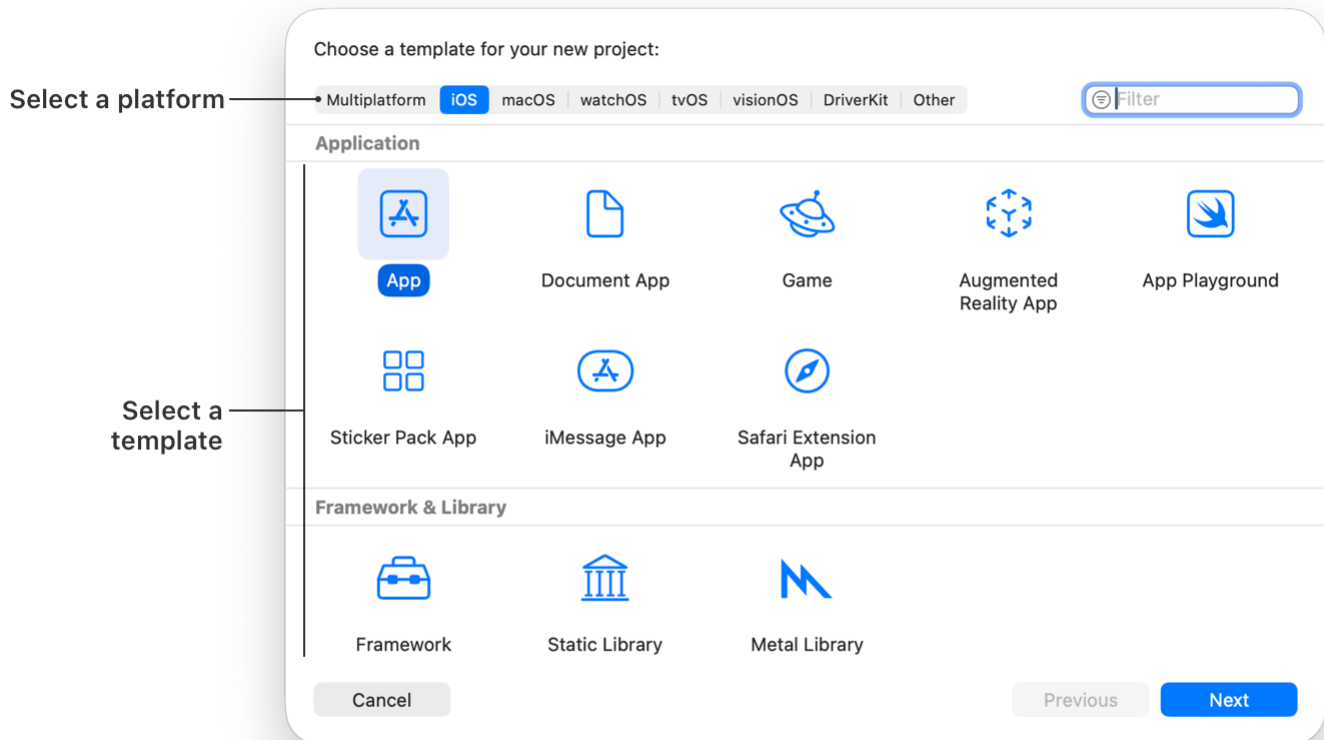 Choose a template for your new project:
Select a platform
Multiplatform iOS macOS watchOS tvOS visionOS DriverKit Other
Filter
Application
App
Document App
Game
Augmented
Reality App
App Playground
Select a
template
Sticker Pack App
iMessage App
Safari Extension
App
Framework & Library
Framework
Static Library
Metal Library
Cancel
Previous
Next